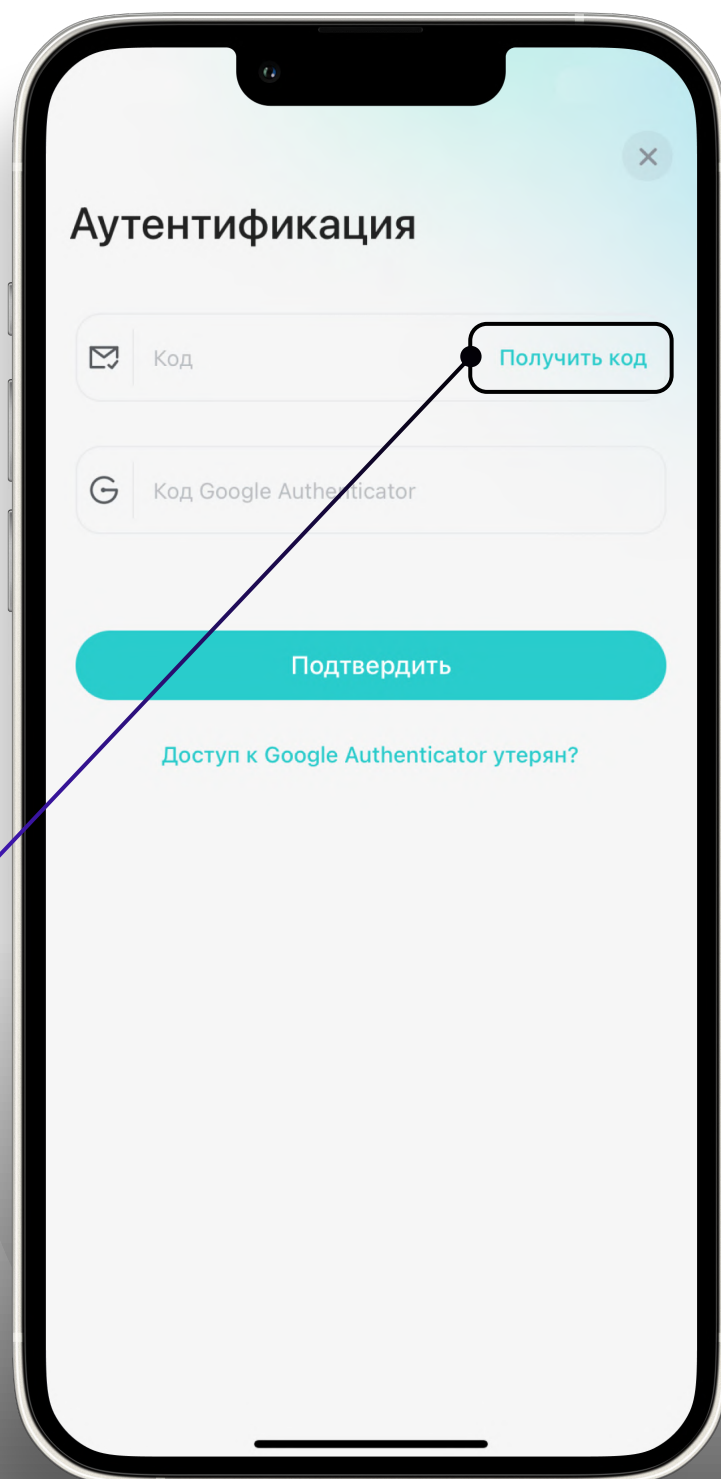 Аутентификация
Код
Получить код
Код Google Authenticator
Подтвердить
Доступ к Google Authenticator утерян?